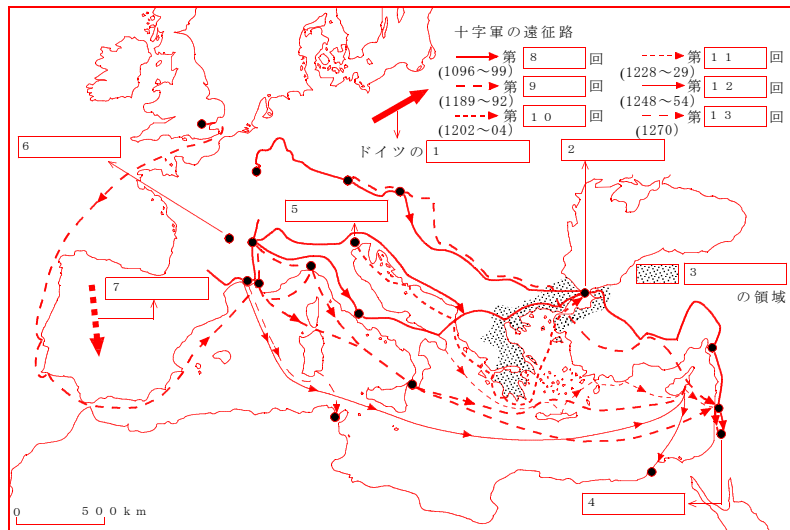 十字軍の遠征路
第 8 回
(1096～99)
第 9 回
(1189～92)
第 10 回
(1202～04)
第 11 回
(1228～29)
第 12 回
(1248～54)
第 13 回
(1270)
ドイツの 1
2
6
5
7
3
の領域
4
0 500km